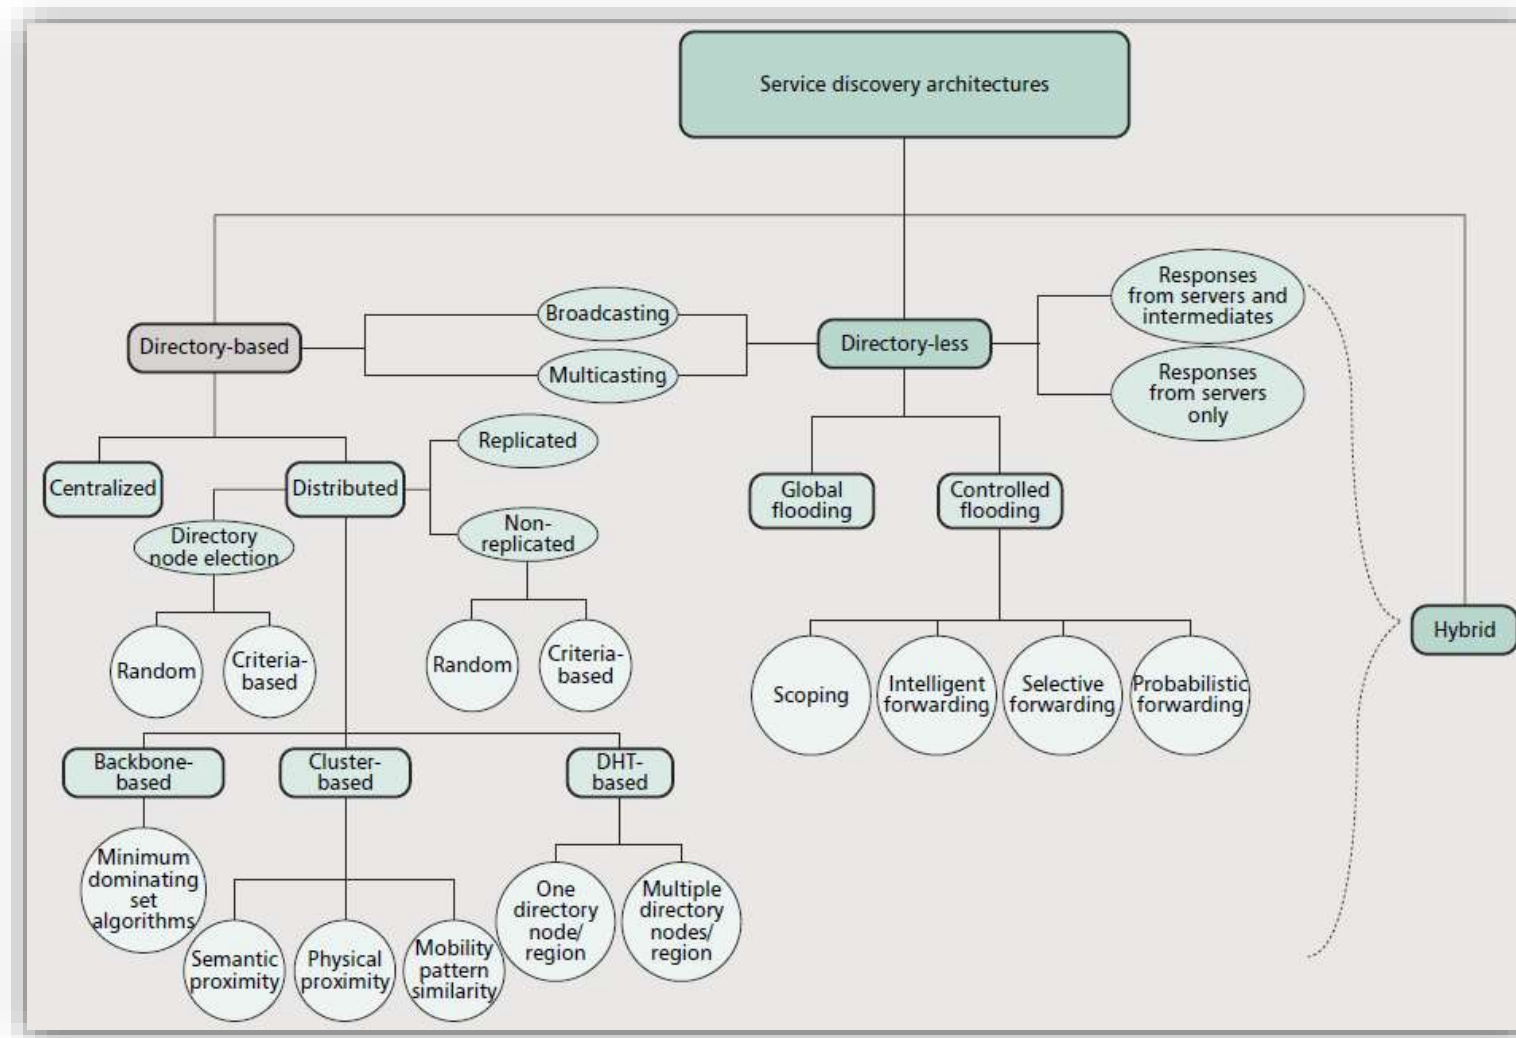 Service discovery architectures
Responses
from servers and
intermediates
Broadcasting
Directory-based
Directory-less
Multicasting
Responses
from servers
only
Replicated
Centralized
Distributed
Global
flooding
Controlled
flooding
Directory
node election
Non-
replicated
Hybrid
Random
Criteria-
based
Random
Criteria-
based
Scoping
Intelligent
forwarding
Selective
forwarding
Probabilistic
forwarding
Backbone-
based
Cluster-
based
DHT-
based
Minimum
dominating
set
algorithms
One
directory
node/
region
Multiple
directory
nodes/
region
Semantic
proximity
Physical
proximity
Mobility
pattern
similarity